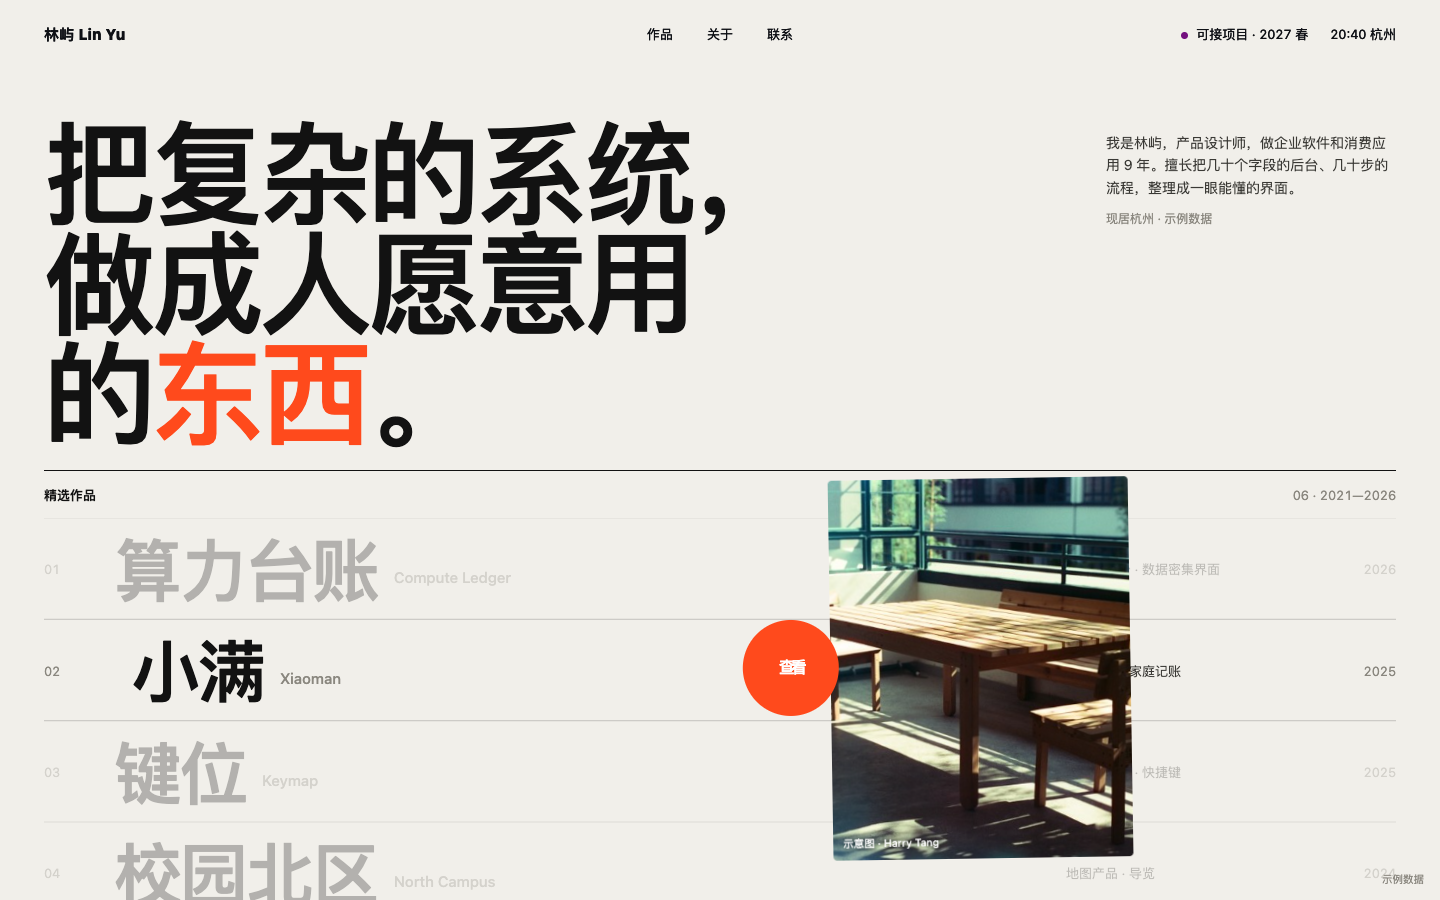 林屿 Lin Yu
作品
关于
联系
可接项目 · 2027 春
20:40 杭州
把复杂的系统，
做成人愿意用
的东西。
我是林屿，产品设计师，做企业软件和消费应
用 9 年。擅长把几十个字段的后台、几十步的
流程，整理成一眼能懂的界面。
现居杭州 · 示例数据
精选作品
06 · 2021—2026
01
算力台账
Compute Ledger
· 数据密集界面
2026
02
小满
Xiaoman
查看
家庭记账
2025
03
键位
Keymap
· 快捷键
2025
示意图 · Harry Tang
04
校园北区
North Campus
地图产品 · 导览
2024
示例数据